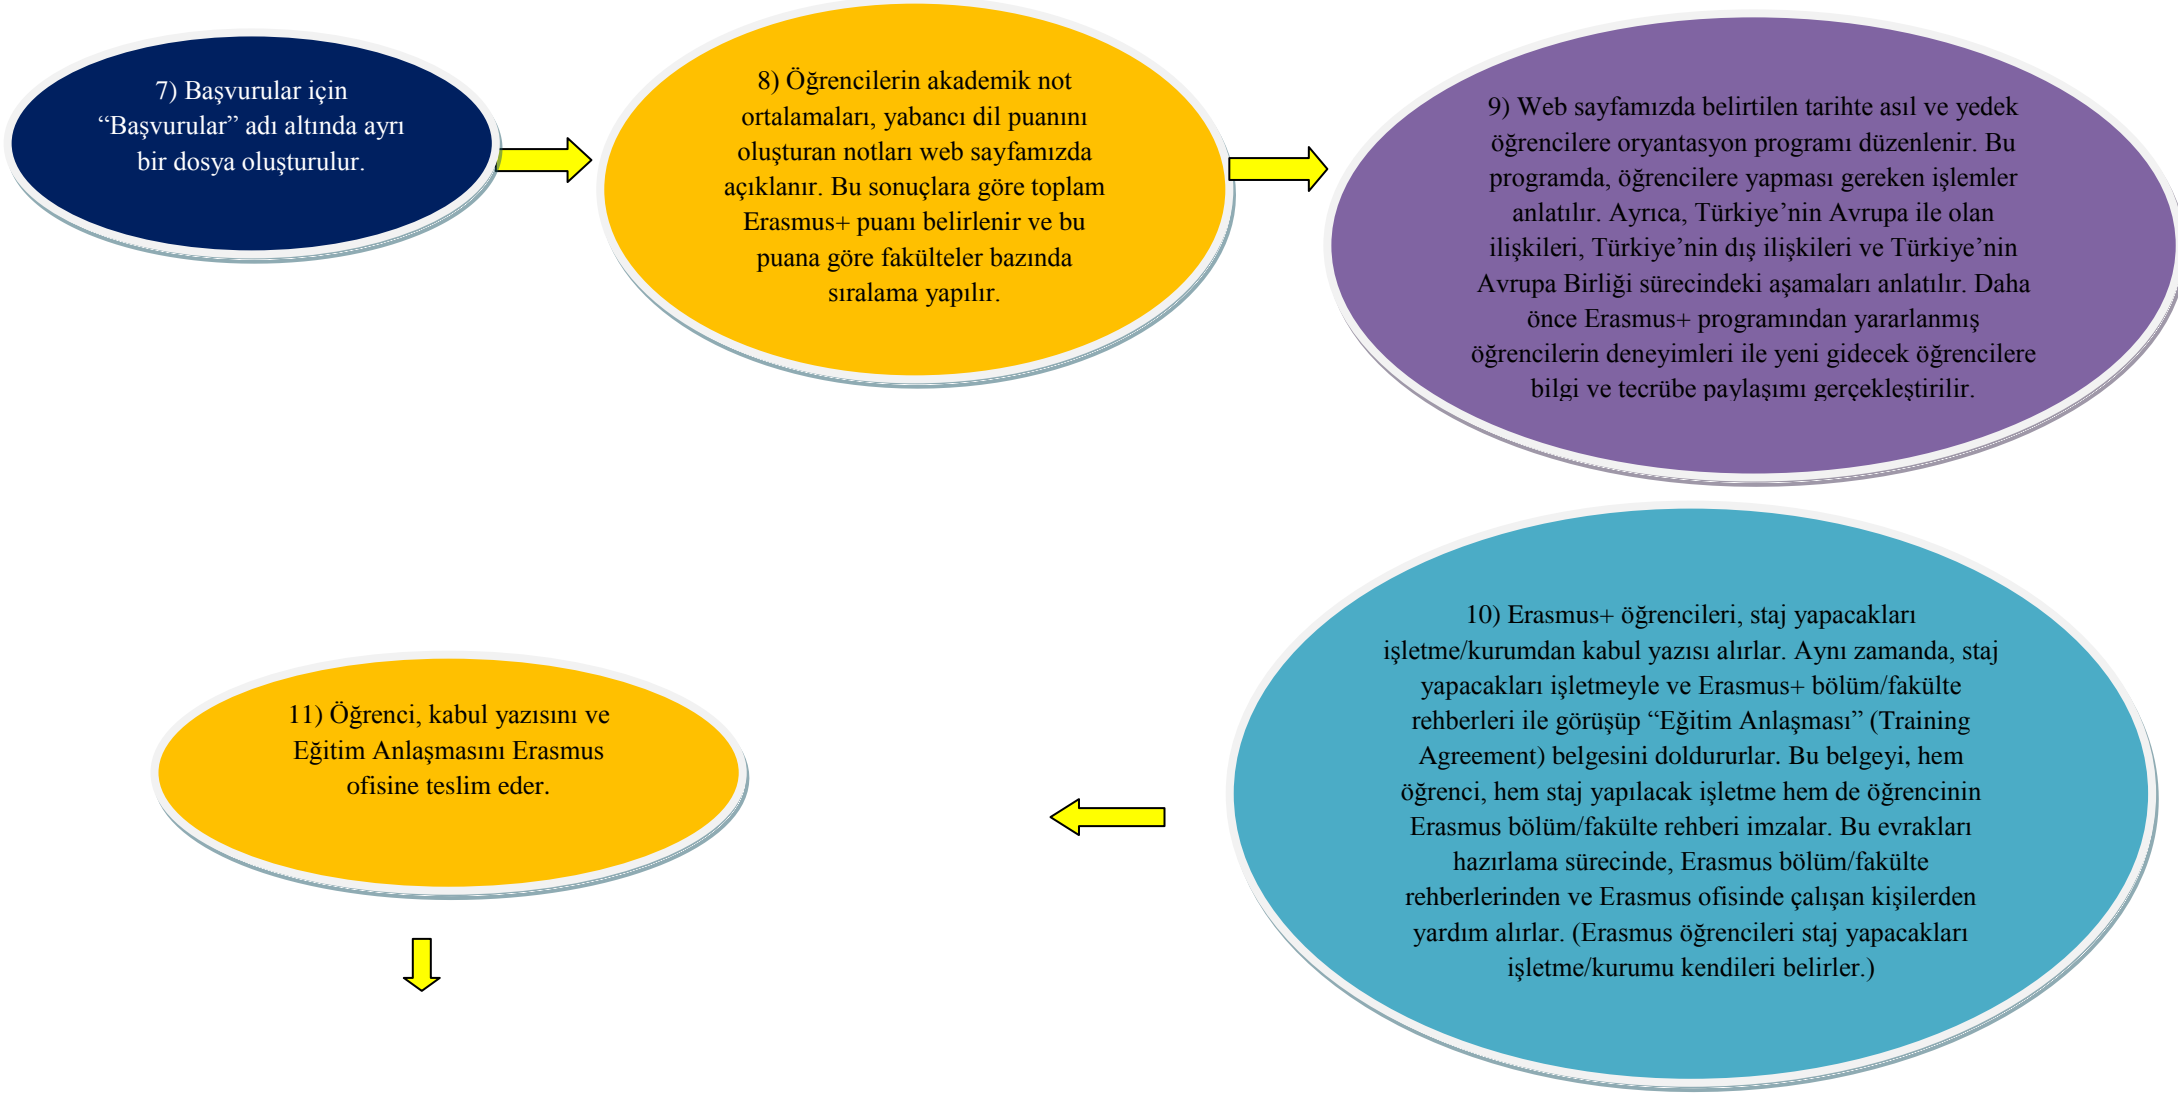 7) Başvurular için
“Başvurular” adı altında ayrı
bir dosya oluşturulur.
8) Öğrencilerin akademik not
ortalamaları, yabancı dil puanını
oluşturan notları web sayfamızda
açıklanır. Bu sonuçlara göre toplam
Erasmus+ puanı belirlenir ve bu
puana göre fakülteler bazında
sıralama yapılır.
9) Web sayfamızda belirtilen tarihte asıl ve yedek
öğrencilere oryantasyon programı düzenlenir. Bu
programda, öğrencilere yapması gereken işlemler
anlatılır. Ayrıca, Türkiye’nin Avrupa ile olan
ilişkileri, Türkiye’nin dış ilişkileri ve Türkiye’nin
Avrupa Birliği sürecindeki aşamaları anlatılır. Daha
önce Erasmus+ programından yararlanmış
öğrencilerin deneyimleri ile yeni gidecek öğrencilere
bilgi ve tecrübe paylaşımı gerçekleştirilir.
10) Erasmus+ öğrencileri, staj yapacakları
işletme/kurumdan kabul yazısı alırlar. Aynı zamanda, staj
yapacakları işletmeyle ve Erasmus+ bölüm/fakülte
rehberleri ile görüşüp “Eğitim Anlaşması” (Training
Agreement) belgesini doldururlar. Bu belgeyi, hem
öğrenci, hem staj yapılacak işletme hem de öğrencinin
Erasmus bölüm/fakülte rehberi imzalar. Bu evrakları
hazırlama sürecinde, Erasmus bölüm/fakülte
rehberlerinden ve Erasmus ofisinde çalışan kişilerden
yardım alırlar. (Erasmus öğrencileri staj yapacakları
işletme/kurumu kendileri belirler.)
11) Öğrenci, kabul yazısını ve
Eğitim Anlaşmasını Erasmus
ofisine teslim eder.